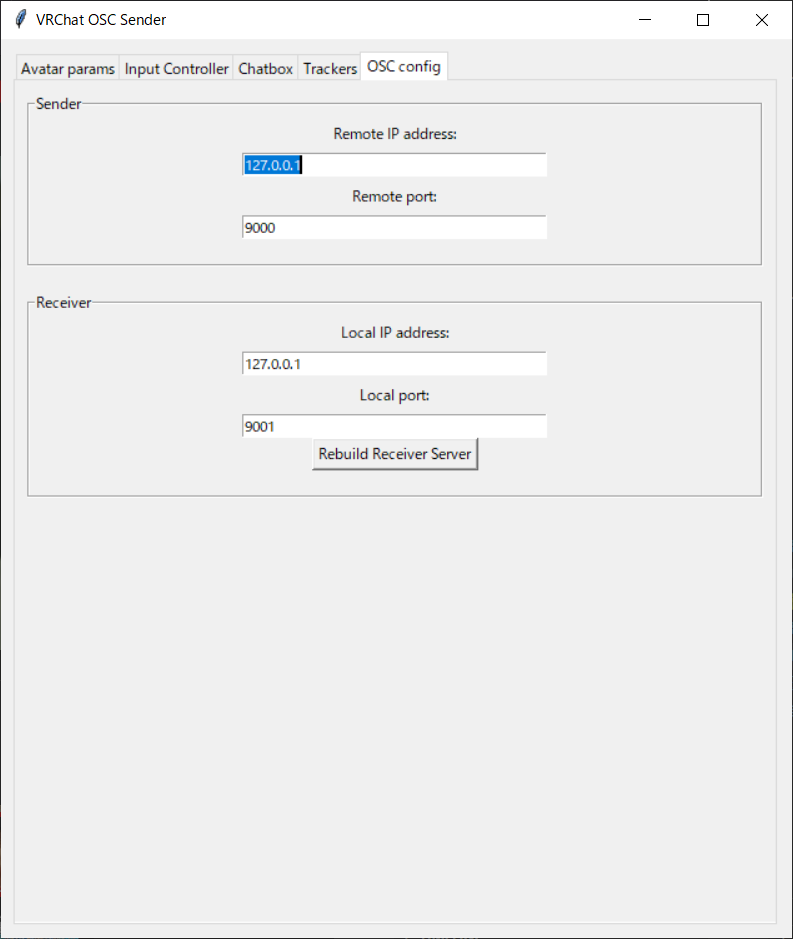 VRChat OSC Sender
Avatar params Input Controller Chatbox Trackers OSC config
Sender
Remote IP address:
127.0.0.1
Remote port:
9000
Receiver
Local IP address:
127.0.0.1
Local port:
9001
Rebuild Receiver Server